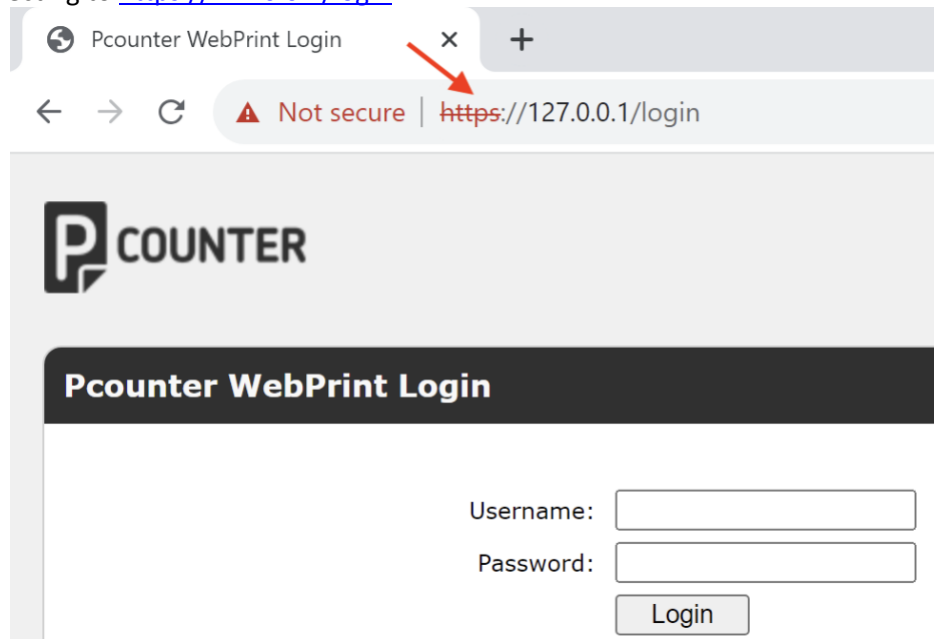 Pcounter WebPrint Login
Not secure | https://127.0.0.1/login
P COUNTER
Pcounter WebPrint Login
Username:
Password:
Login